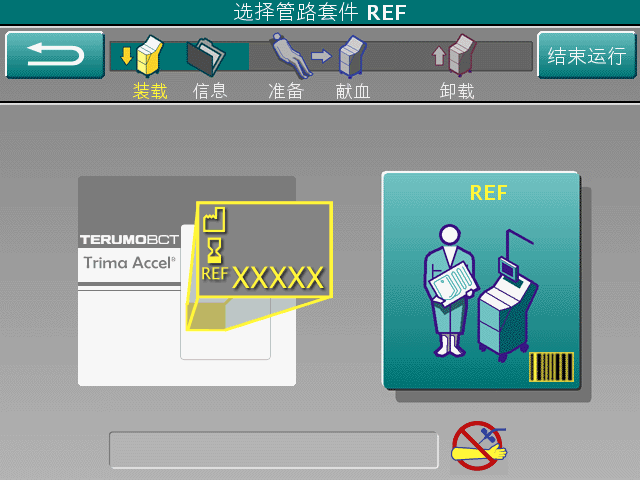 选择管路套件 REF
结束运行
装载
信息
准备
献血
卸载
TERUMOBCT
Trima Accel®
REF XXXXX
REF